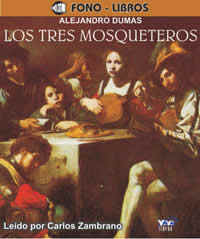 FONO - LIBROS
ALEJANDRO DUMAS
LOS TRES MOSQUETEROS
Leído por Carlos Zambrano